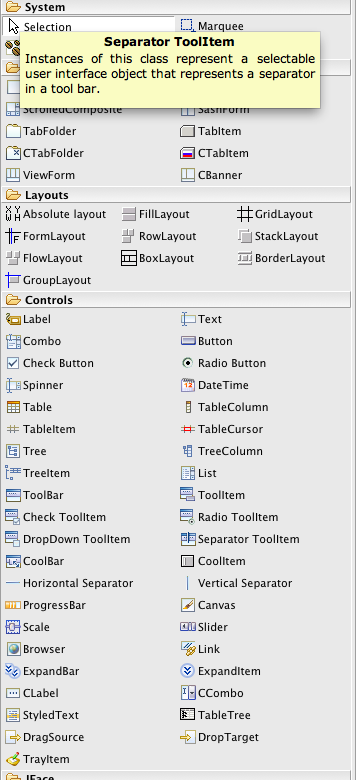 System
Selection
Marquee
Separator ToolItem
Instances of this class represent a selectable
user interface object that represents a separator
in a tool bar.
ScrolledComposite
SashForm
TabFolder
TabItem
CTabFolder
CTabItem
ViewForm
CBanner
Layouts
Absolute layout
FillLayout
GridLayout
FormLayout
RowLayout
StackLayout
FlowLayout
BoxLayout
BorderLayout
GroupLayout
Controls
Label
Text
Combo
Button
Check Button
Radio Button
Spinner
DateTime
Table
TableColumn
TableItem
TableCursor
Tree
TreeColumn
TreeItem
List
ToolBar
ToolItem
Check ToolItem
Radio ToolItem
DropDown ToolItem
Separator ToolItem
CoolBar
CoolItem
Horizontal Separator
Vertical Separator
ProgressBar
Canvas
Scale
Slider
Browser
Link
ExpandBar
ExpandItem
CLabel
CCombo
StyledText
TableTree
DragSource
DropTarget
TrayItem
JFace